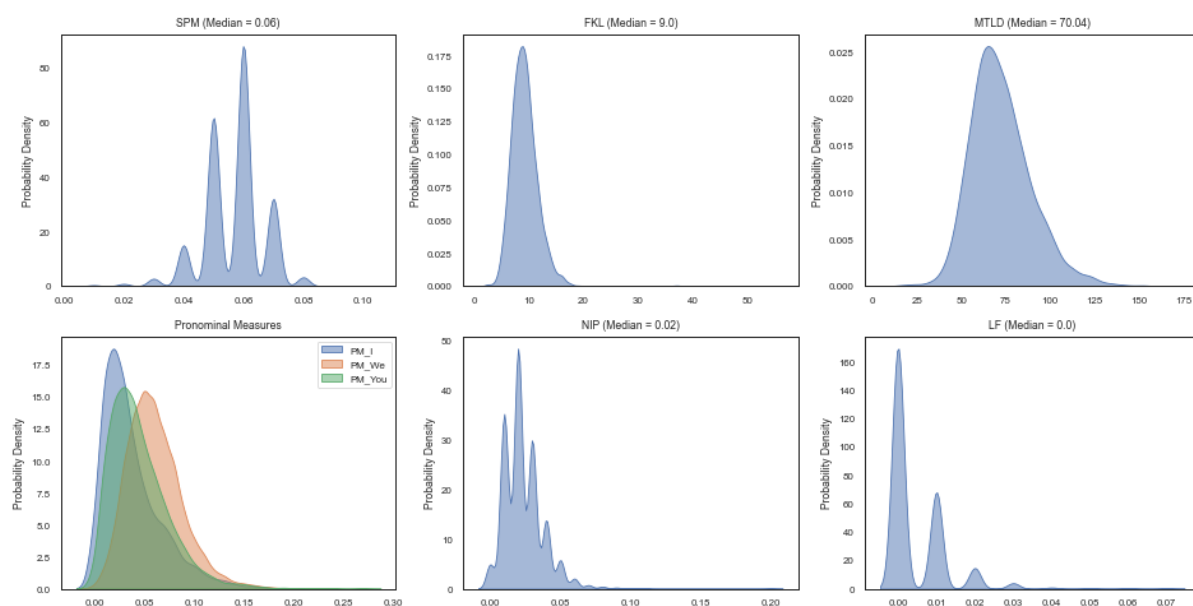 SPM (Median = 0.06)
Probability Density
80
60
40
20
0
0.00 0.02 0.04 0.06 0.08 0.10
FKL (Median = 9.0)
Probability Density
0.175
0.150
0.125
0.100
0.075
0.050
0.025
0.000
0 10 20 30 40 50
MTLD (Median = 70.04)
Probability Density
0.025
0.020
0.015
0.010
0.005
0.000
0 25 50 75 100 125 150 175
Pronominal Measures
Probability Density
17.5
15.0
12.5
10.0
7.5
5.0
2.5
0.0
0.00 0.05 0.10 0.15 0.20 0.25 0.30
PM_I
PM_We
PM_You
NIP (Median = 0.02)
Probability Density
50
40
30
20
10
0
0.00 0.05 0.10 0.15 0.20
LF (Median = 0.0)
Probability Density
160
140
120
100
80
60
40
20
0
0.00 0.01 0.02 0.03 0.04 0.05 0.06 0.07